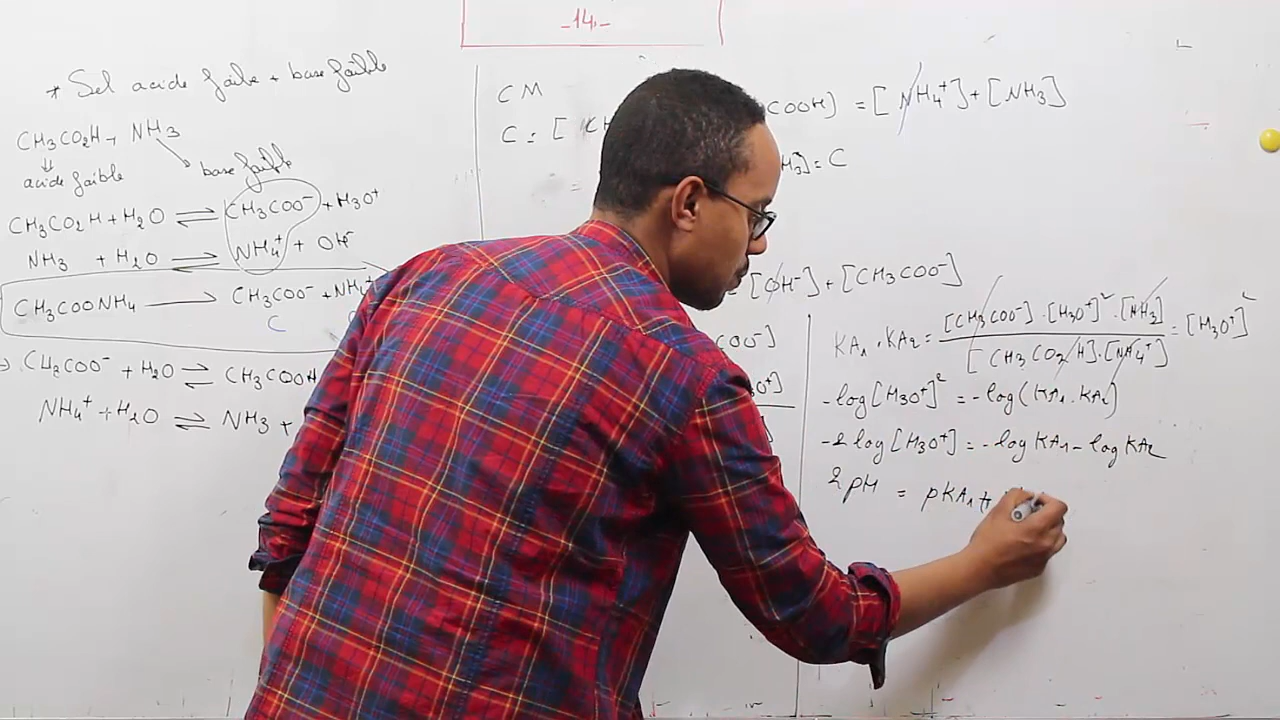 -14-
* Sel acide faible + base faible
CH3CO2H + NH3
acide faible
base faible
CH3CO2H + H2O ⇌ CH3COO⁻ + H3O⁺
NH3 + H2O ⇌ NH4⁺ + OH⁻
CH3COONH4 → CH3COO⁻ + NH4⁺
C
CH3COO⁻ + H2O ⇌ CH3COOH
NH4⁺ + H2O ⇌ NH3 +
CM
C = [ COOH] = [NH4⁺] + [NH3]
= ] = C
= [OH⁻] + [CH3COO⁻]
COO⁻]
H3O⁺]
KA1 . KA2 = [CH3COO⁻] . [H3O⁺]² . [NH3] / [CH3CO2H] . [NH4⁺] = [H3O⁺]²
-log [H3O⁺]² = -log (KA1 . KA2)
-2 log [H3O⁺] = -log KA1 - log KA2
2 pH = pKA1 +